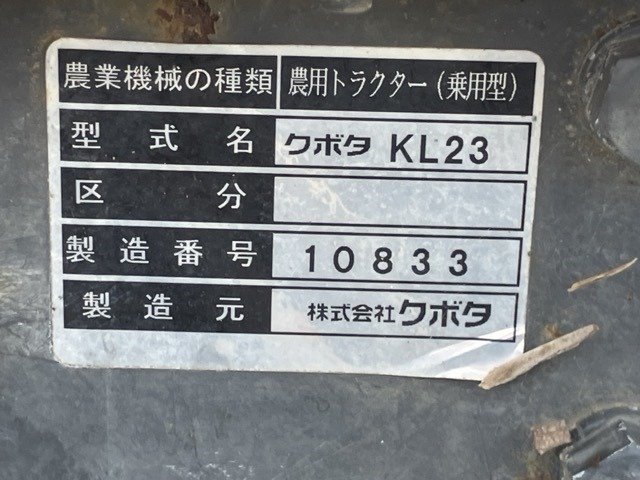 農業機械の種類 農用トラクター(乗用型)
型式名 クボタ KL23
区分
製造番号 10833
製造元 株式会社クボタ